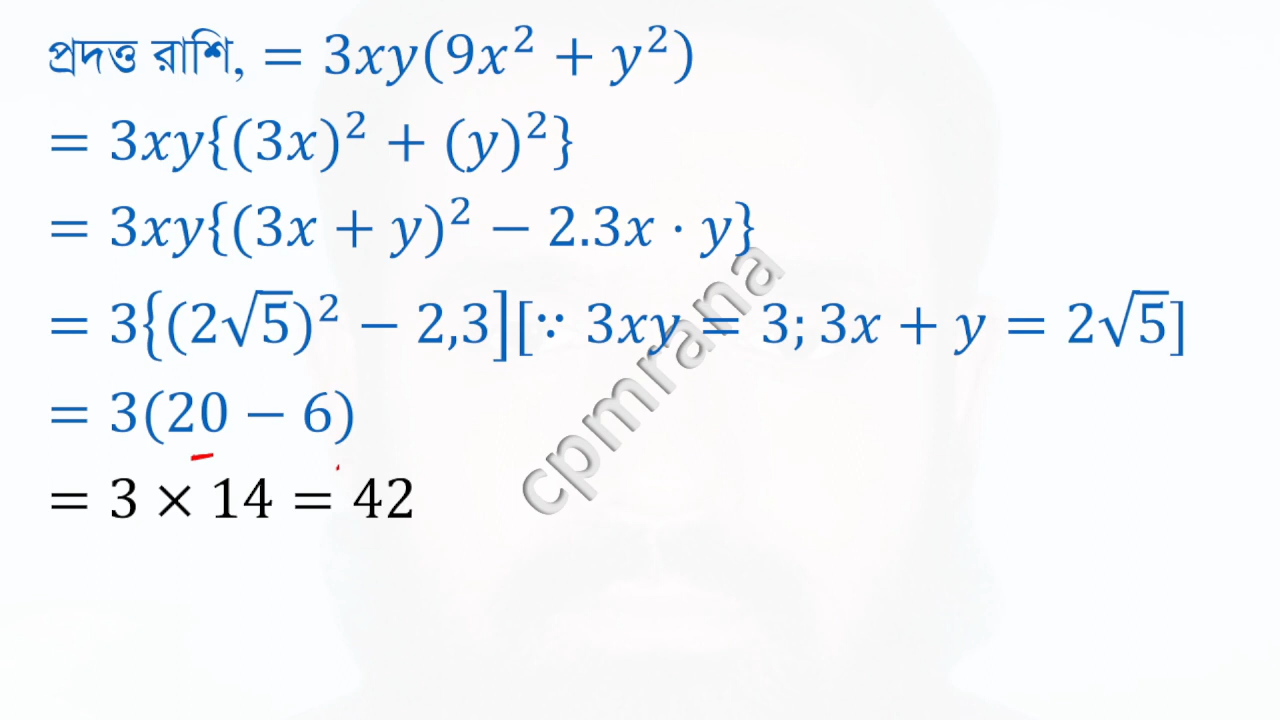 প্রদত্ত রাশি, = 3xy(9x² + y²)
= 3xy{(3x)² + (y)²}
= 3xy{(3x + y)² − 2.3x · y}
= 3{(2√5)² − 2,3][∵ 3xy = 3; 3x + y = 2√5]
= 3(20 − 6)
= 3 × 14 = 42
cpmrana